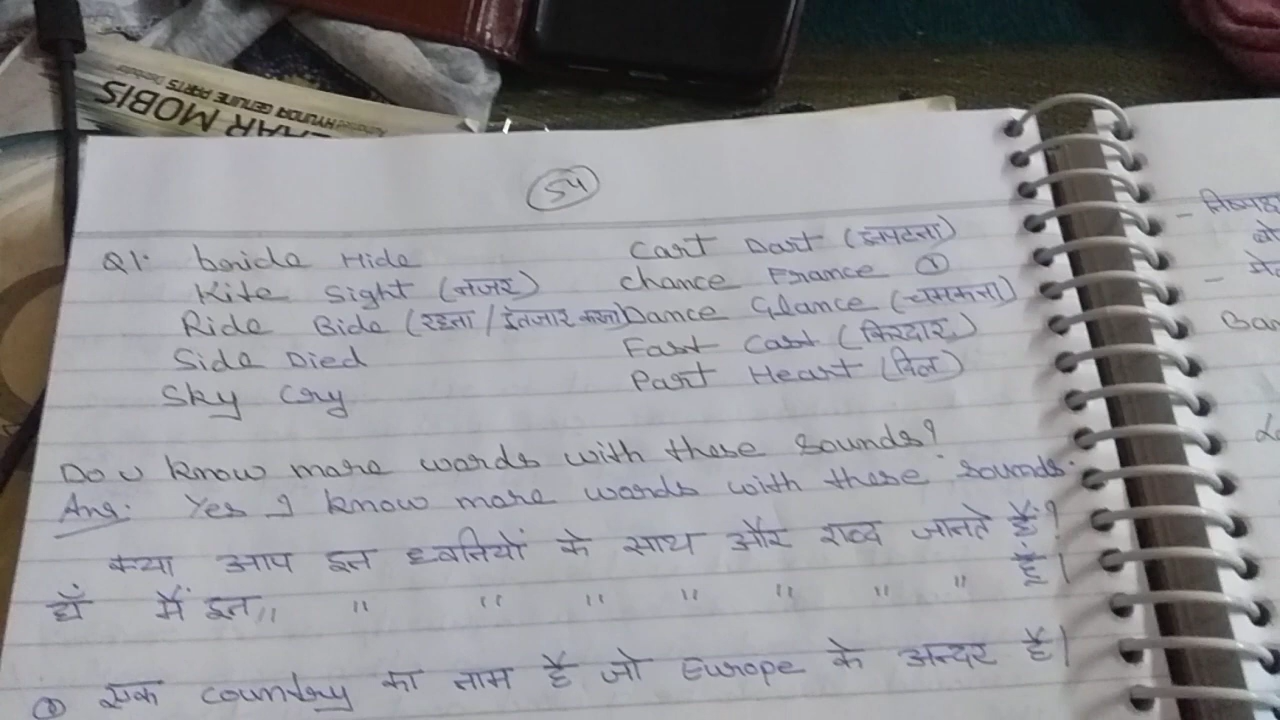 AR MOBIS
Authorised HYUNDAI GENUINE PARTS Distributor
54
Q1. bride Hide
Kite Sight (नजर)
Ride Bide (रहना / इंतजार करना)
Side Died
Sky Cry
Cart Dart (झपटना)
Chance France ①
Dance Glance (चमकना)
Fast Cast (किरदार)
Part Heart (दिल)
Do U know more words with these sounds?
Ans: Yes I know more words with these sounds.
क्या आप इन ध्वनियों के साथ और शब्द जानते हैं?
हाँ मैं इन " " " " " " " " हूँ।
① एक country का नाम है जो Europe के अन्दर है।